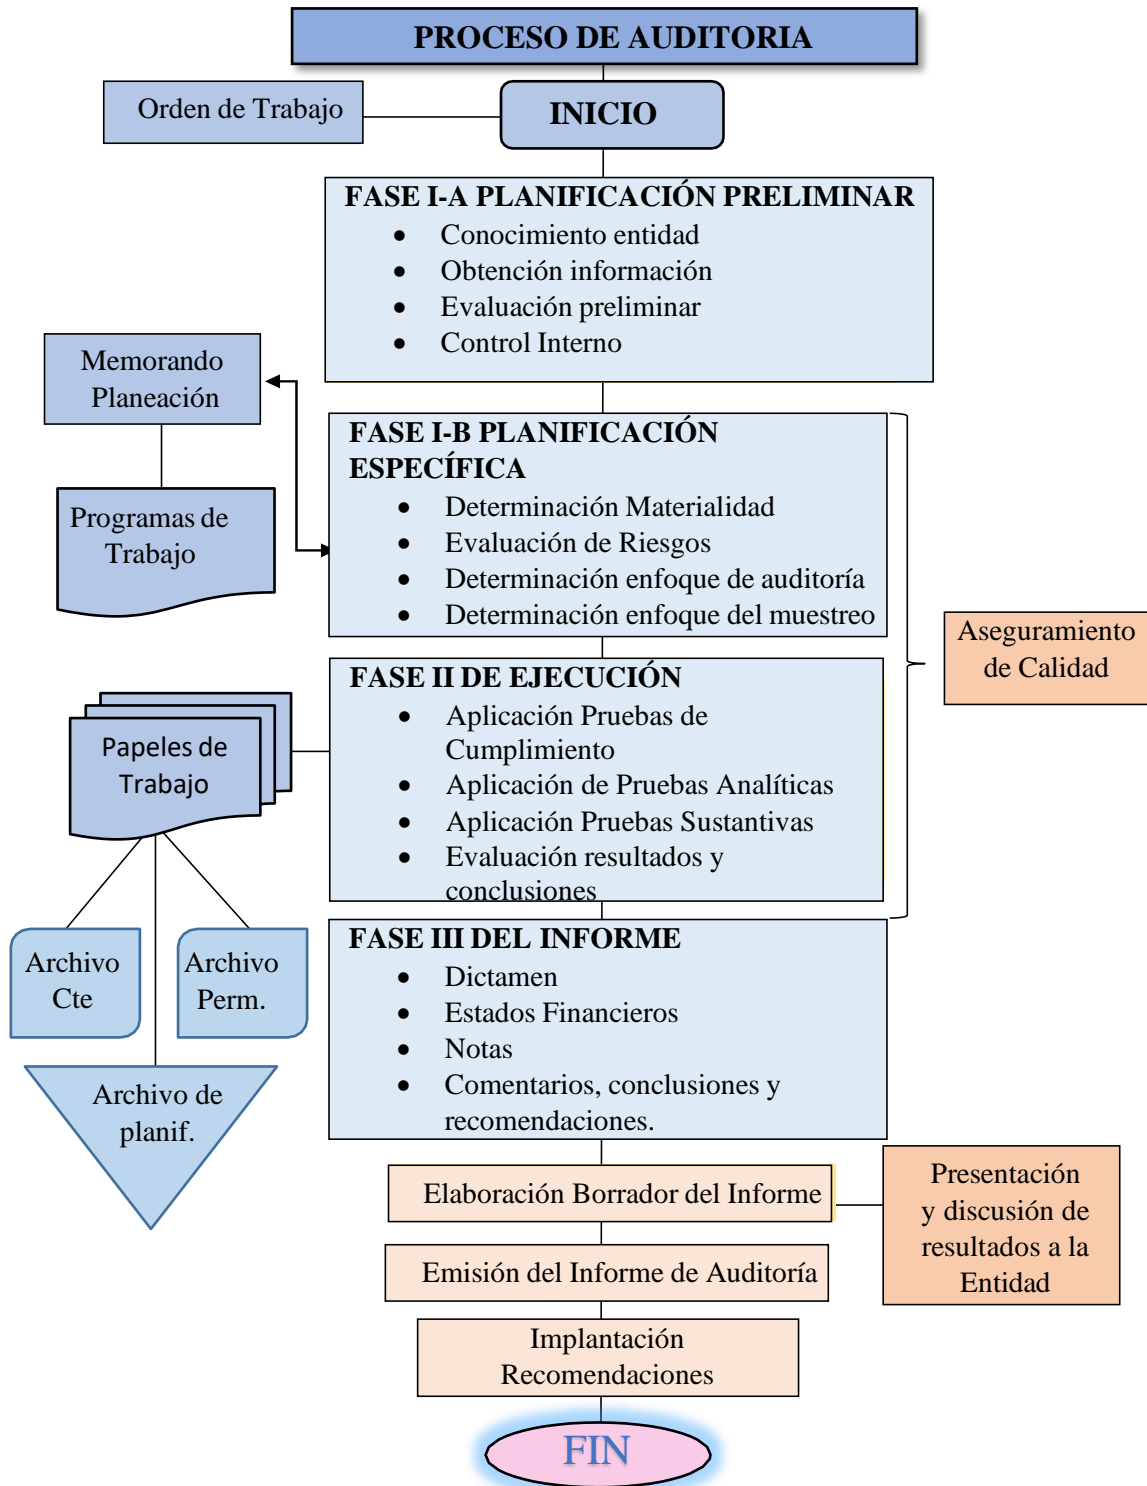 PROCESO DE AUDITORIA
Orden de Trabajo
INICIO
FASE I-A PLANIFICACIÓN PRELIMINAR
• Conocimiento entidad
• Obtención información
• Evaluación preliminar
• Control Interno
Memorando
Planeación
Programas de
Trabajo
FASE I-B PLANIFICACIÓN
ESPECÍFICA
• Determinación Materialidad
• Evaluación de Riesgos
• Determinación enfoque de auditoría
• Determinación enfoque del muestreo
Aseguramiento
de Calidad
FASE II DE EJECUCIÓN
• Aplicación Pruebas de
Cumplimiento
• Aplicación de Pruebas Analíticas
• Aplicación Pruebas Sustantivas
• Evaluación resultados y
conclusiones
Papeles de
Trabajo
Archivo
Cte
Archivo
Perm.
Archivo de
planif.
FASE III DEL INFORME
• Dictamen
• Estados Financieros
• Notas
• Comentarios, conclusiones y
recomendaciones.
Elaboración Borrador del Informe
Presentación
y discusión de
resultados a la
Entidad
Emisión del Informe de Auditoría
Implantación
Recomendaciones
FIN